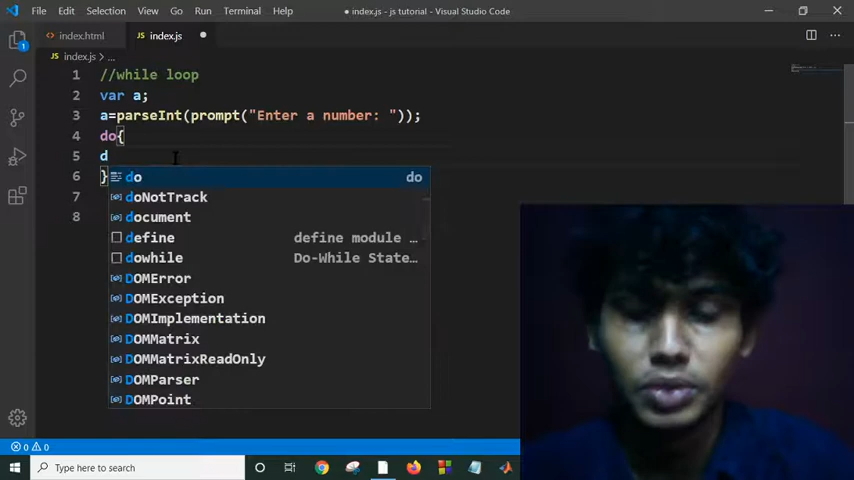 File Edit Selection View Go Run Terminal Help
● index.js - js tutorial - Visual Studio Code
index.html index.js
index.js > ...
1 //while loop
2 var a;
3 a=parseInt(prompt("Enter a number: "));
4 do{
5 d
6 }
do do
7 doNotTrack
8 document
define define module …
dowhile Do-While State…
DOMError
DOMException
DOMImplementation
DOMMatrix
DOMMatrixReadOnly
DOMParser
DOMPoint
1
0 0
Type here to search